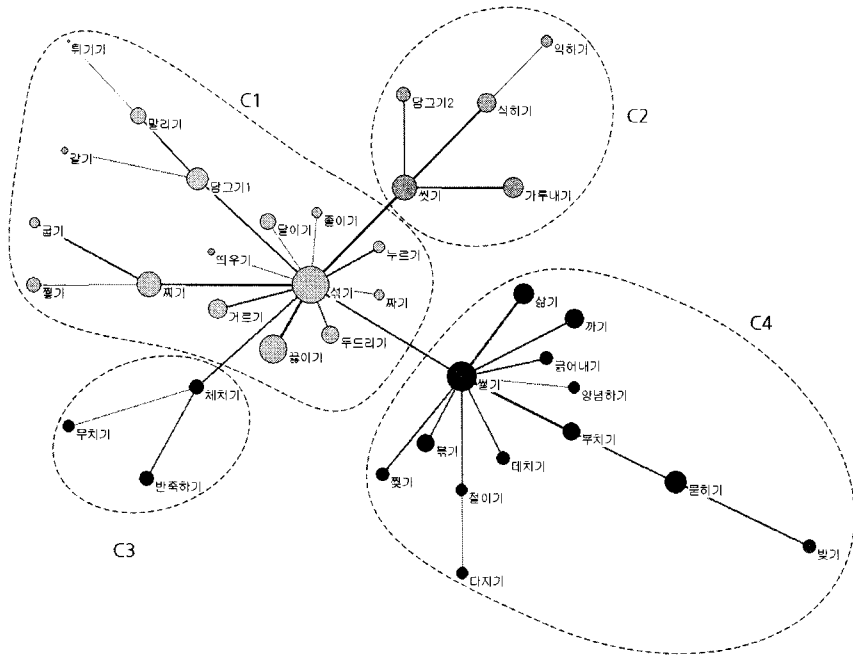 튀기기
익히기
C1
담그기2
식히기
C2
말리기
갈기
담그기1
씻기
가루내기
굽기
달이기
졸이기
띄우기
누르기
찧기
찌기
섞기
짜기
삶기
거르기
까기
C4
끓이기
두드리기
긁어내기
썰기
양념하기
체치기
무치기
부치기
볶기
데치기
찢기
반죽하기
절이기
묻히기
C3
빚기
다지기